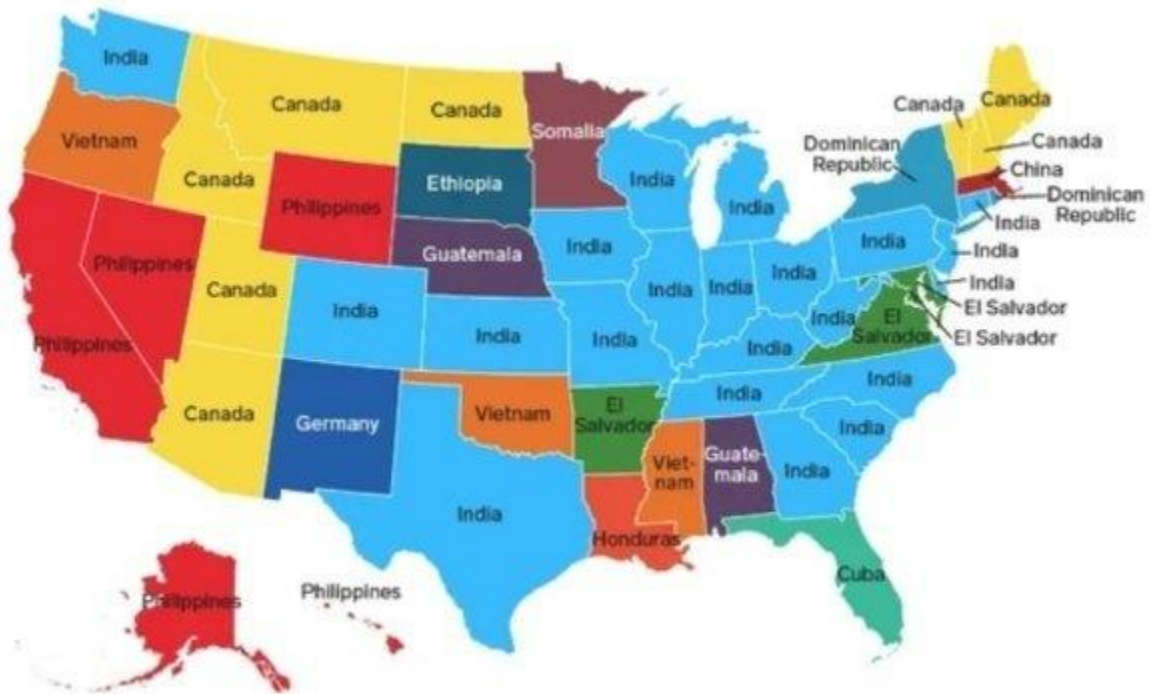 India
Canada
Canada
Somalia
Canada
Canada
Vietnam
Dominican
Republic
Canada
China
Canada
Philippines
Ethiopia
India
India
Dominican
Republic
India
Philippines
Guatemala
India
India
India
Canada
India
India
India
India
India
El Salvador
El
Salvador
El Salvador
Philippines
India
India
India
India
India
India
India
Canada
Germany
Vietnam
El
Salvador
India
Viet-
nam
Guate-
mala
India
India
Honduras
Cuba
Philippines
Philippines